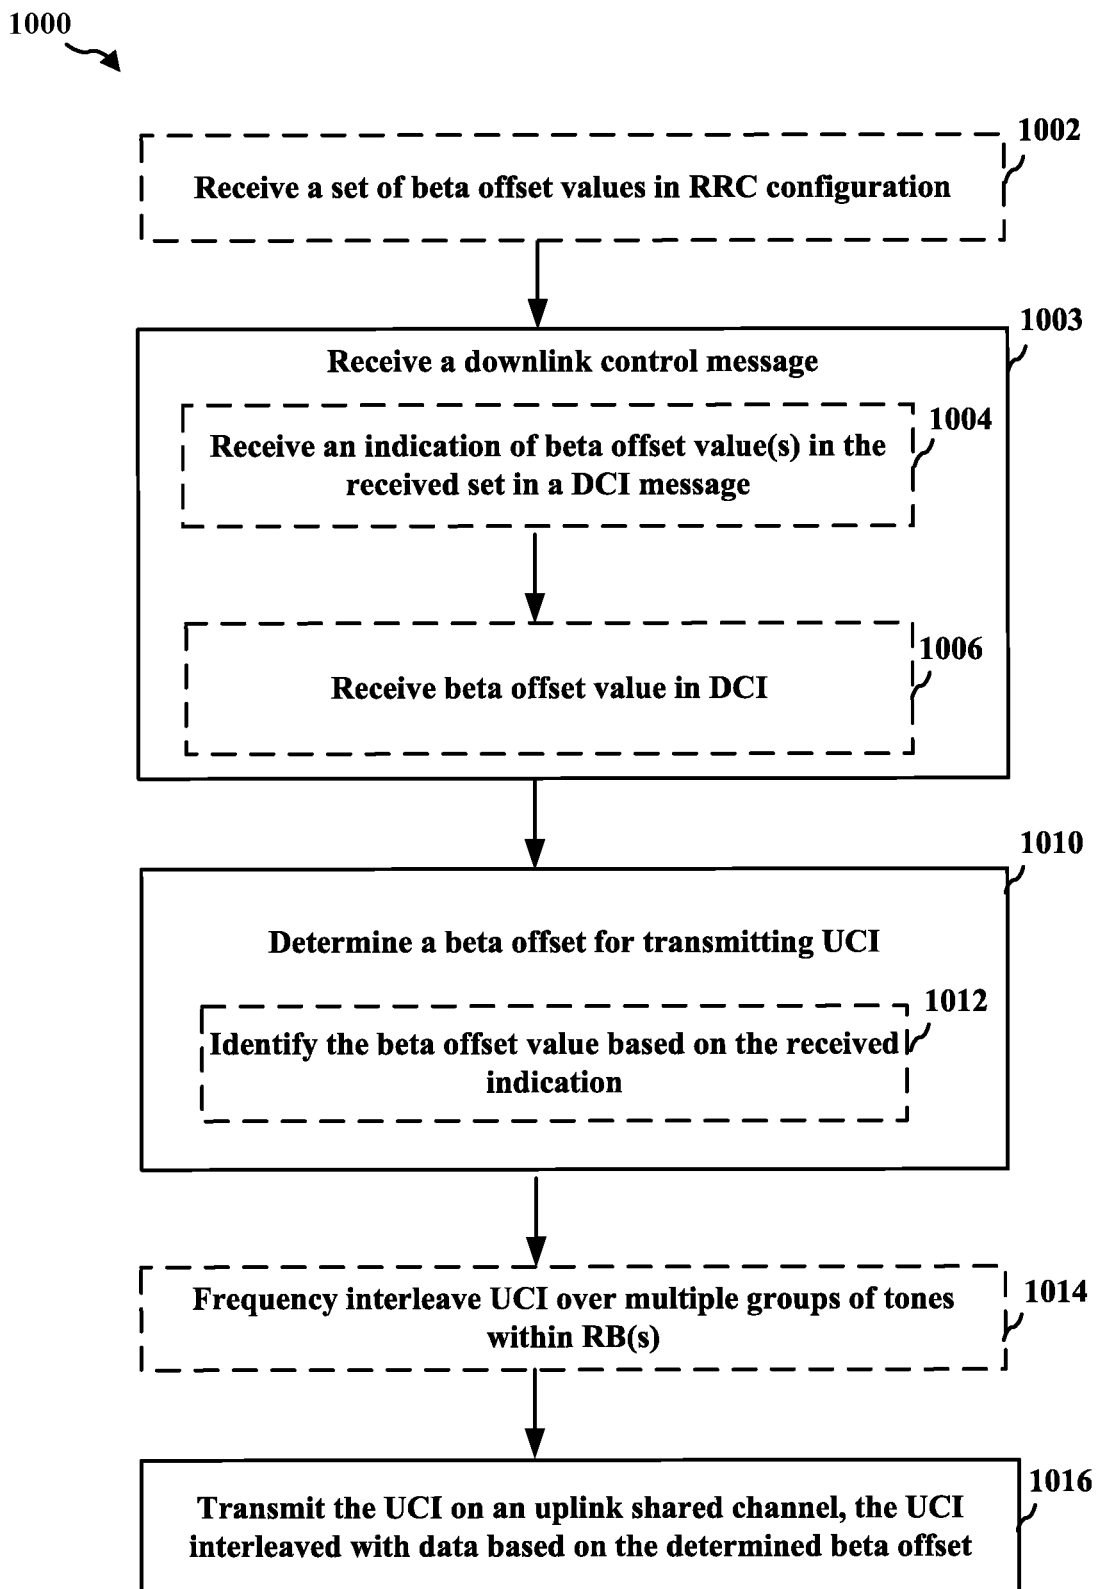 1000
1002
Receive a set of beta offset values in RRC configuration
1003
Receive a downlink control message
1004
Receive an indication of beta offset value(s) in the
received set in a DCI message
1006
Receive beta offset value in DCI
1010
Determine a beta offset for transmitting UCI
1012
Identify the beta offset value based on the received
indication
1014
Frequency interleave UCI over multiple groups of tones
within RB(s)
1016
Transmit the UCI on an uplink shared channel, the UCI
interleaved with data based on the determined beta offset